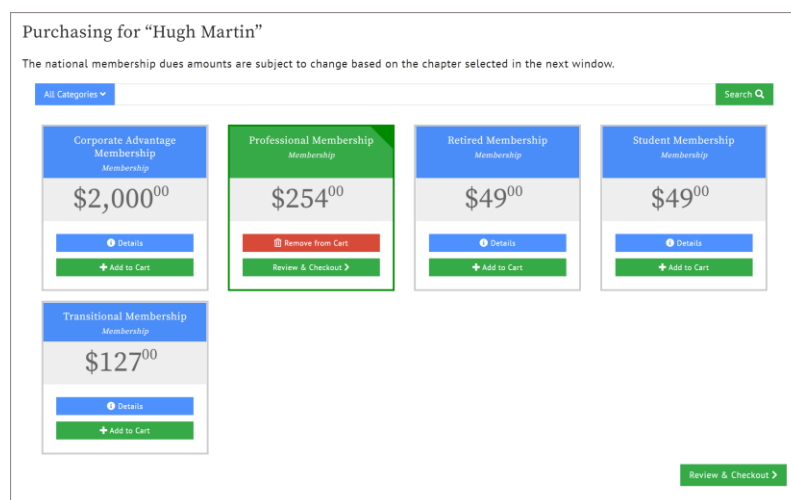 Purchasing for “Hugh Martin”
The national membership dues amounts are subject to change based on the chapter selected in the next window.
All Categories
Search
Corporate Advantage
Membership
Membership
$2,00000
Details
Add to Cart
Professional Membership
Membership
$25400
Remove from Cart
Review & Checkout
Retired Membership
Membership
$4900
Details
Add to Cart
Student Membership
Membership
$4900
Details
Add to Cart
Transitional Membership
Membership
$12700
Details
Add to Cart
Review & Checkout